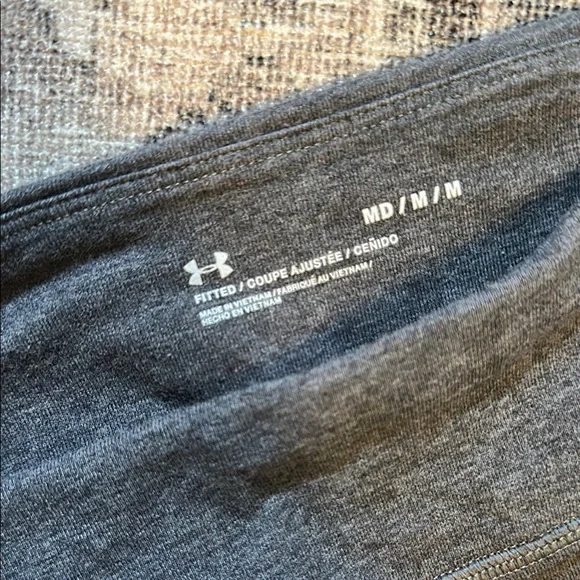 MD / M / M
FITTED / COUPE AJUSTÉE / CEÑIDO
MADE IN VIETNAM / FABRIQUÉ AU VIETNAM /
HECHO EN VIETNAM